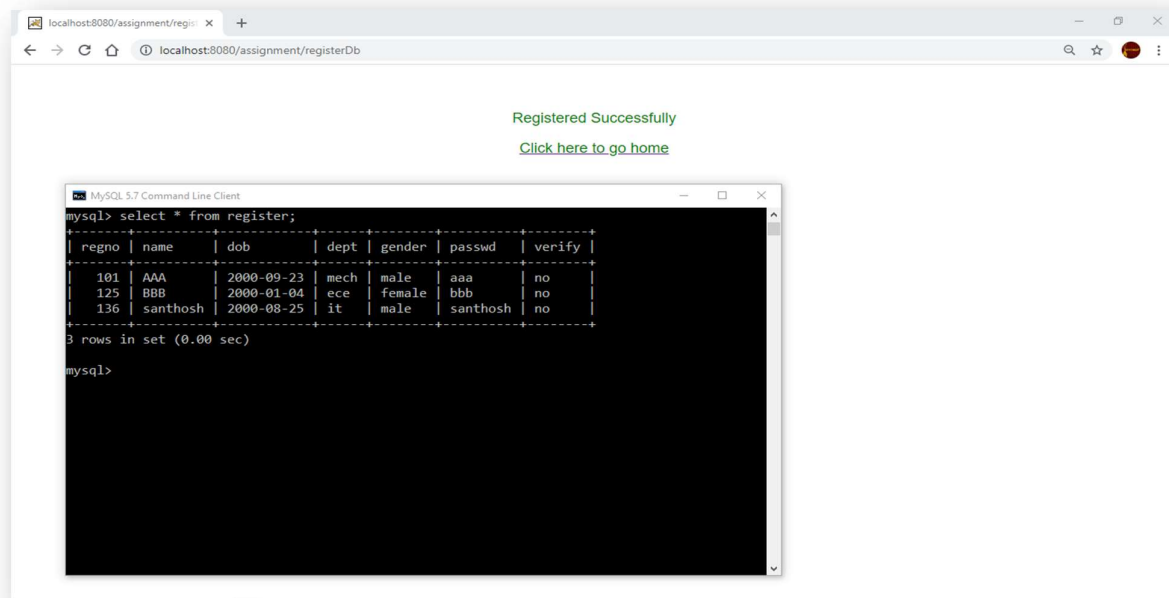 localhost:8080/assignment/regis
localhost:8080/assignment/registerDb
Registered Successfully
Click here to go home
MySQL 5.7 Command Line Client
mysql> select * from register;
+-------+----------+------------+------+--------+----------+--------+
| regno | name | dob | dept | gender | passwd | verify |
+-------+----------+------------+------+--------+----------+--------+
| 101 | AAA | 2000-09-23 | mech | male | aaa | no |
| 125 | BBB | 2000-01-04 | ece | female | bbb | no |
| 136 | santhosh | 2000-08-25 | it | male | santhosh | no |
+-------+----------+------------+------+--------+----------+--------+
3 rows in set (0.00 sec)
mysql>